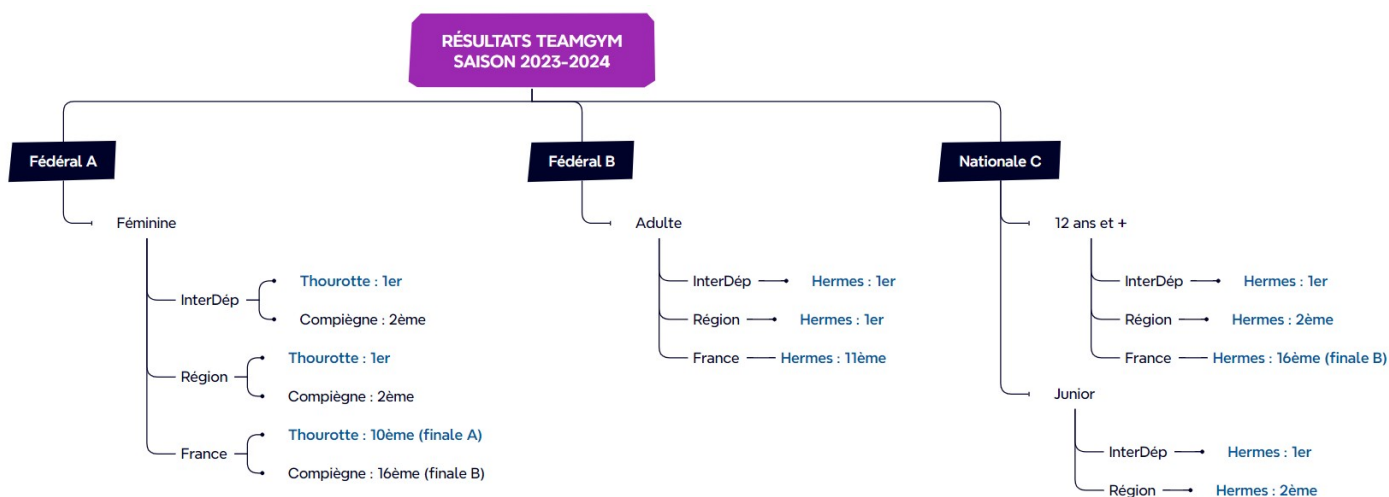 RÉSULTATS TEAMGYM
SAISON 2023-2024
Fédéral A
Féminine
InterDép
Thourotte : 1er
Compiègne : 2ème
Région
Thourotte : 1er
Compiègne : 2ème
France
Thourotte : 10ème (finale A)
Compiègne : 16ème (finale B)
Fédéral B
Adulte
InterDép
Hermes : 1er
Région
Hermes : 1er
France
Hermes : 11ème
Nationale C
12 ans et +
InterDép
Hermes : 1er
Région
Hermes : 2ème
France
Hermes : 16ème (finale B)
Junior
InterDép
Hermes : 1er
Région
Hermes : 2ème